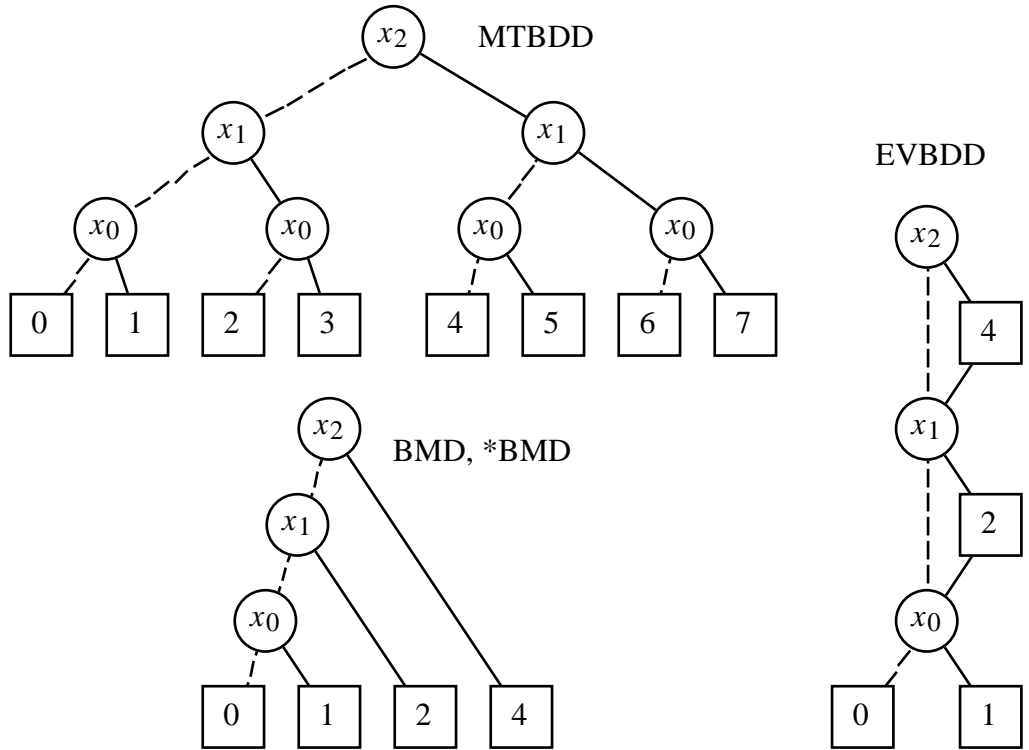 x2 MTBDD
x1 x1
EVBDD
x0 x0 x0 x0
x2
0 1 2 3 4 5 6 7
4
x2
BMD, *BMD
x1
x1
2
x0
x0
0 1 2 4
0 1